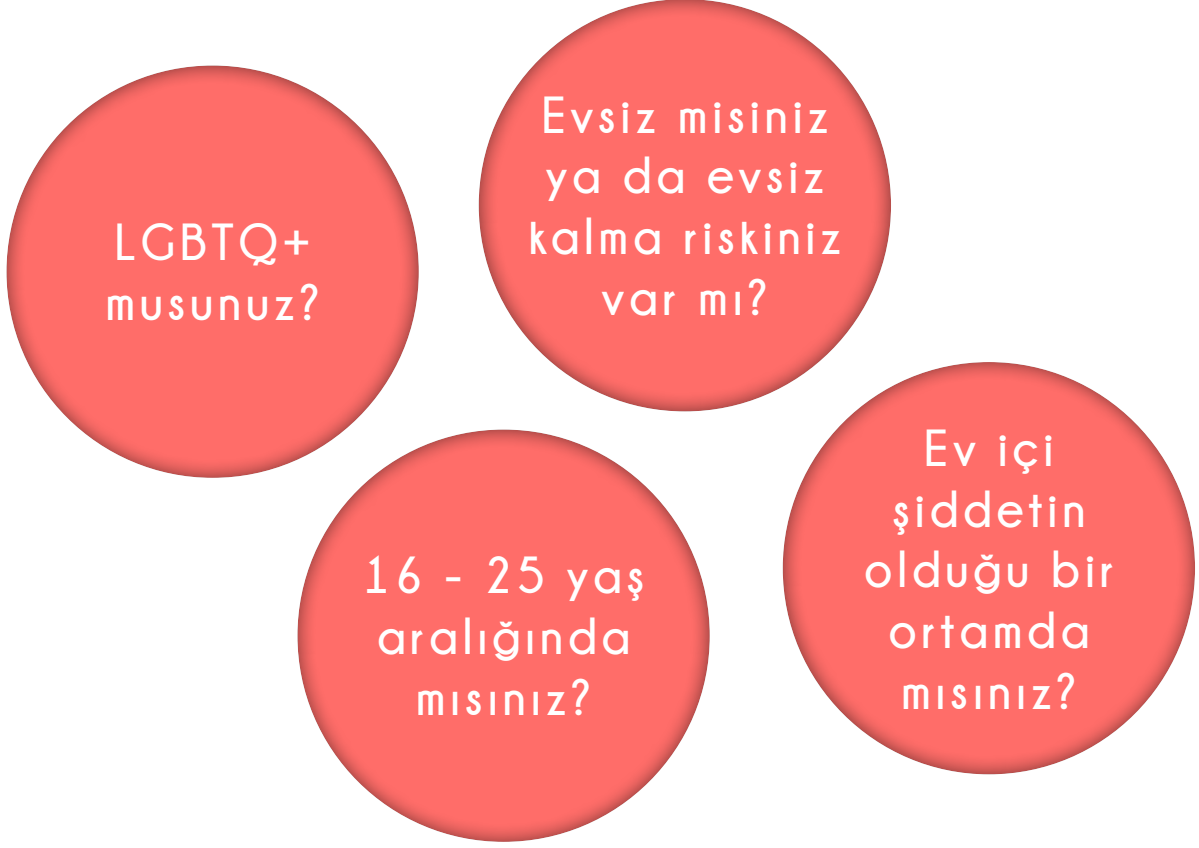 LGBTQ+
musunuz?
Evsiz misiniz
ya da evsiz
kalma riskiniz
var mı?
16 - 25 yaş
aralığında
mısınız?
Ev içi
şiddetin
olduğu bir
ortamda
mısınız?